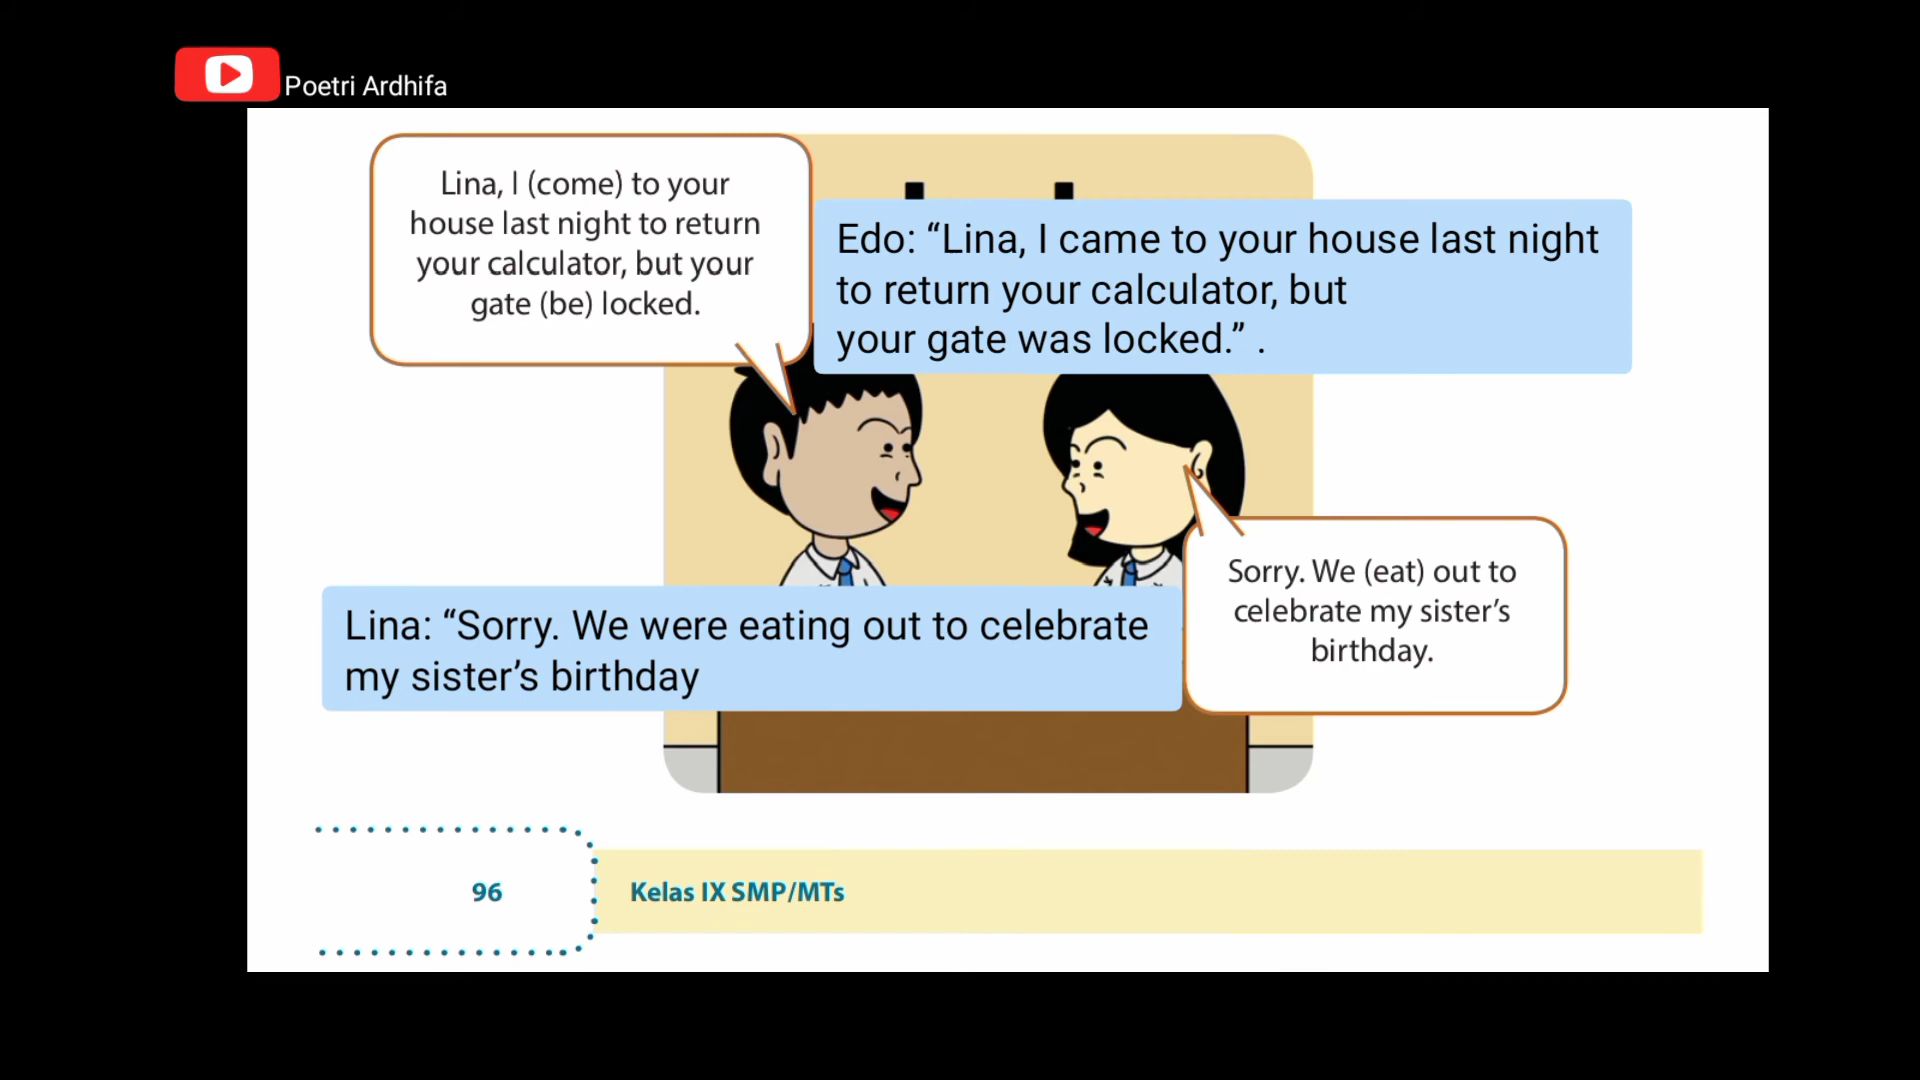 Poetri Ardhifa
Lina, I (come) to your
house last night to return
your calculator, but your
gate (be) locked.
Edo: “Lina, I came to your house last night
to return your calculator, but
your gate was locked.” .
Lina: “Sorry. We were eating out to celebrate
my sister’s birthday
Sorry. We (eat) out to
celebrate my sister’s
birthday.
96
Kelas IX SMP/MTs